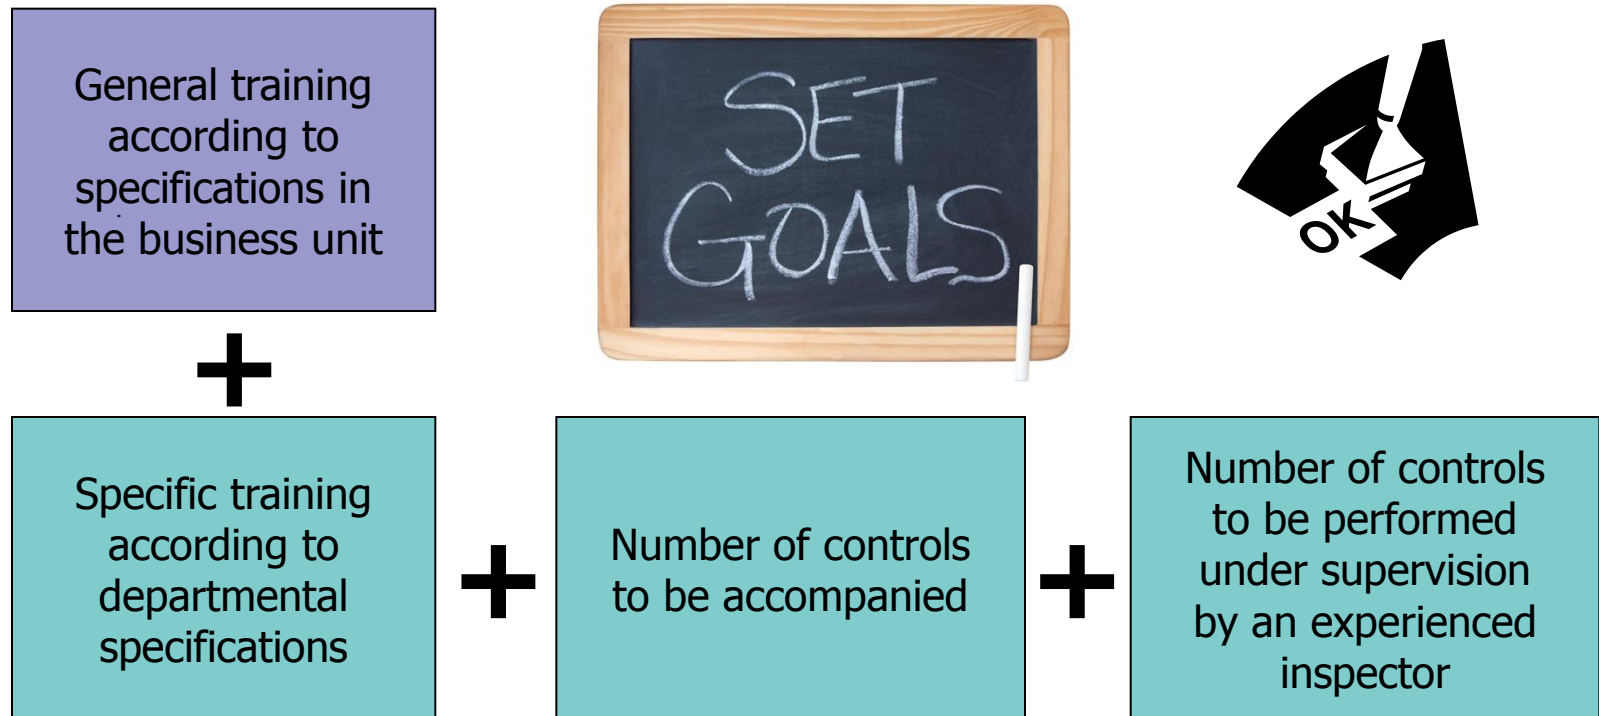 General training
according to
specifications in
the business unit
SET
GOALS
OK
+
Specific training
according to
departmental
specifications
+
Number of controls
to be accompanied
+
Number of controls
to be performed
under supervision
by an experienced
inspector